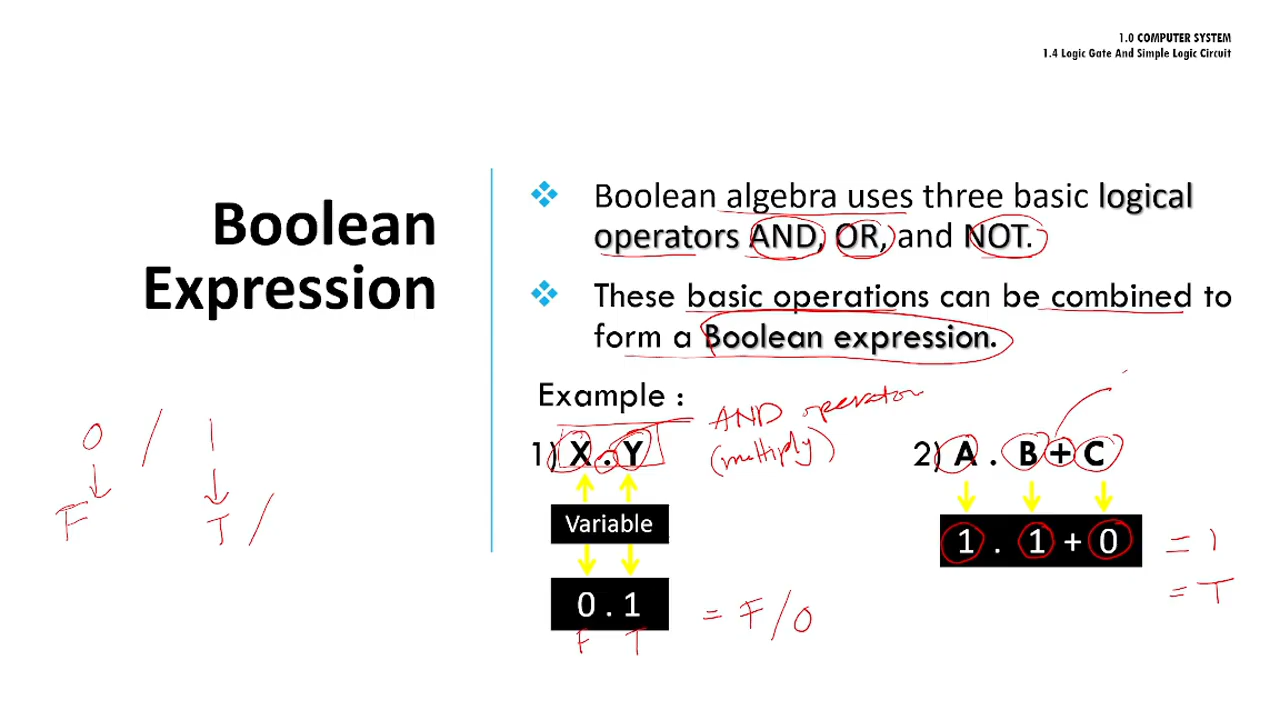 1.0 COMPUTER SYSTEM
1.4 Logic Gate And Simple Logic Circuit
Boolean
Expression
❖ Boolean algebra uses three basic logical
operators AND, OR, and NOT.
❖ These basic operations can be combined to
form a Boolean expression.
Example :
AND operator
(multiply)
1) X . Y
2) A . B + C
Variable
1 . 1 + 0 = 1
= T
0 . 1 = F/0
F T
0 / 1
F T /